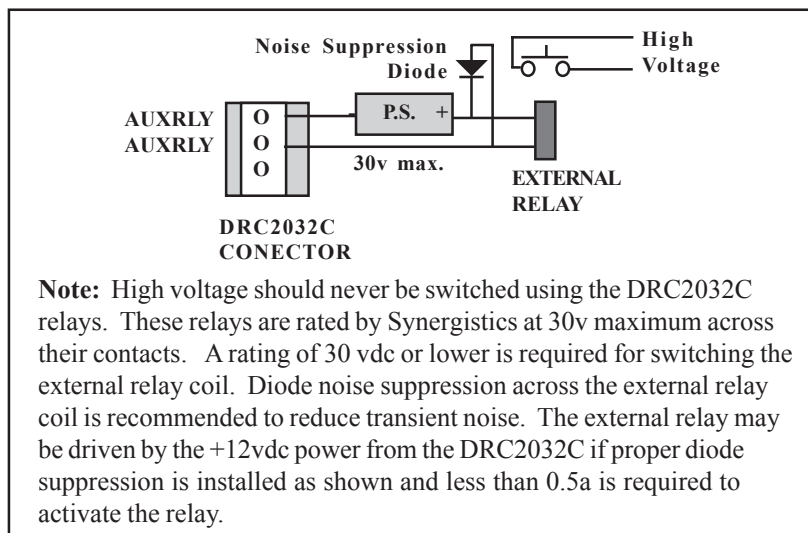 Noise Suppression
Diode
High
Voltage
AUXRLY
AUXRLY
O
O
O
P.S. +
30v max.
EXTERNAL
RELAY
DRC2032C
CONECTOR
Note: High voltage should never be switched using the DRC2032C
relays. These relays are rated by Synergistics at 30v maximum across
their contacts. A rating of 30 vdc or lower is required for switching the
external relay coil. Diode noise suppression across the external relay
coil is recommended to reduce transient noise. The external relay may
be driven by the +12vdc power from the DRC2032C if proper diode
suppression is installed as shown and less than 0.5a is required to
activate the relay.